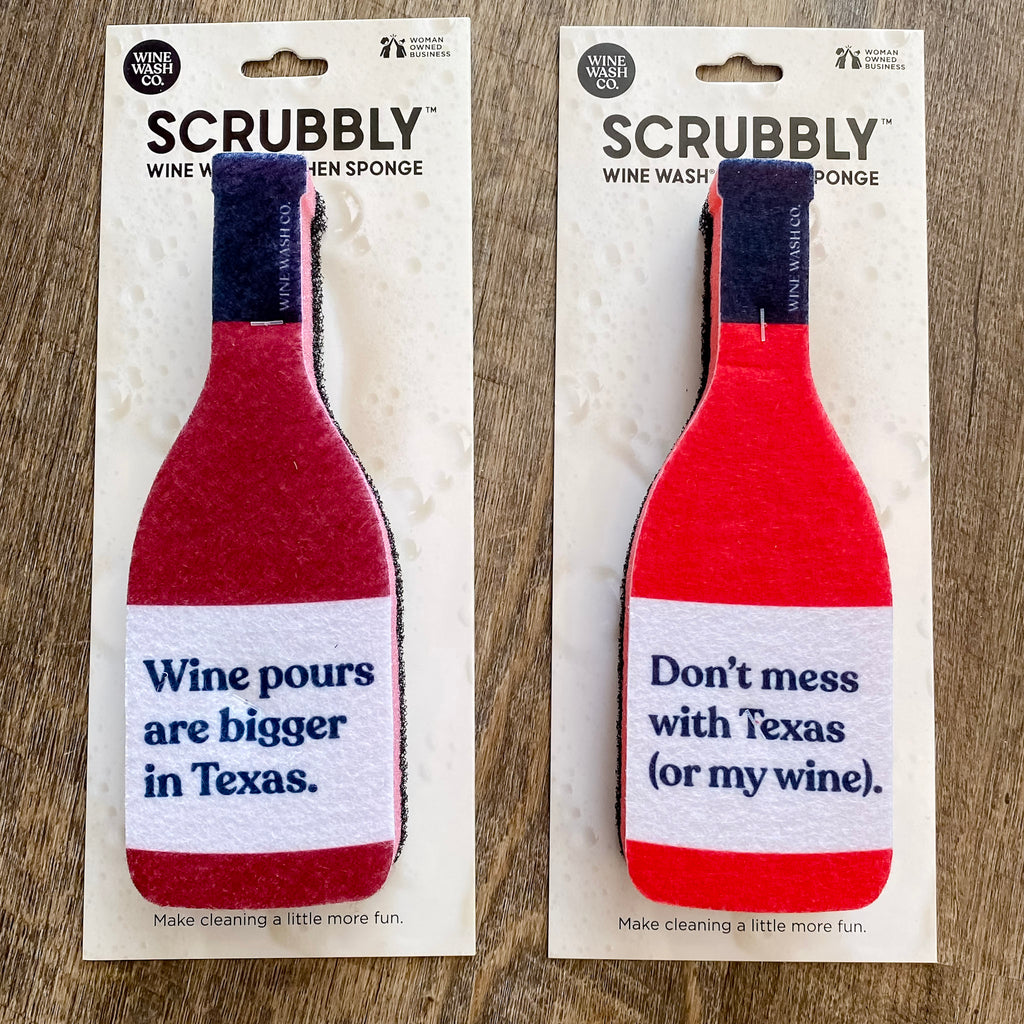 WINE
WASH
CO.
WOMAN
OWNED
BUSINESS
SCRUBBLY™
WINE W HEN SPONGE
WINE WASH CO.
Wine pours
are bigger
in Texas.
Make cleaning a little more fun.
WINE
WASH
CO.
WOMAN
OWNED
BUSINESS
SCRUBBLY™
WINE WASH® PONGE
WINE WASH CO.
Don't mess
with Texas
(or my wine).
Make cleaning a little more fun.